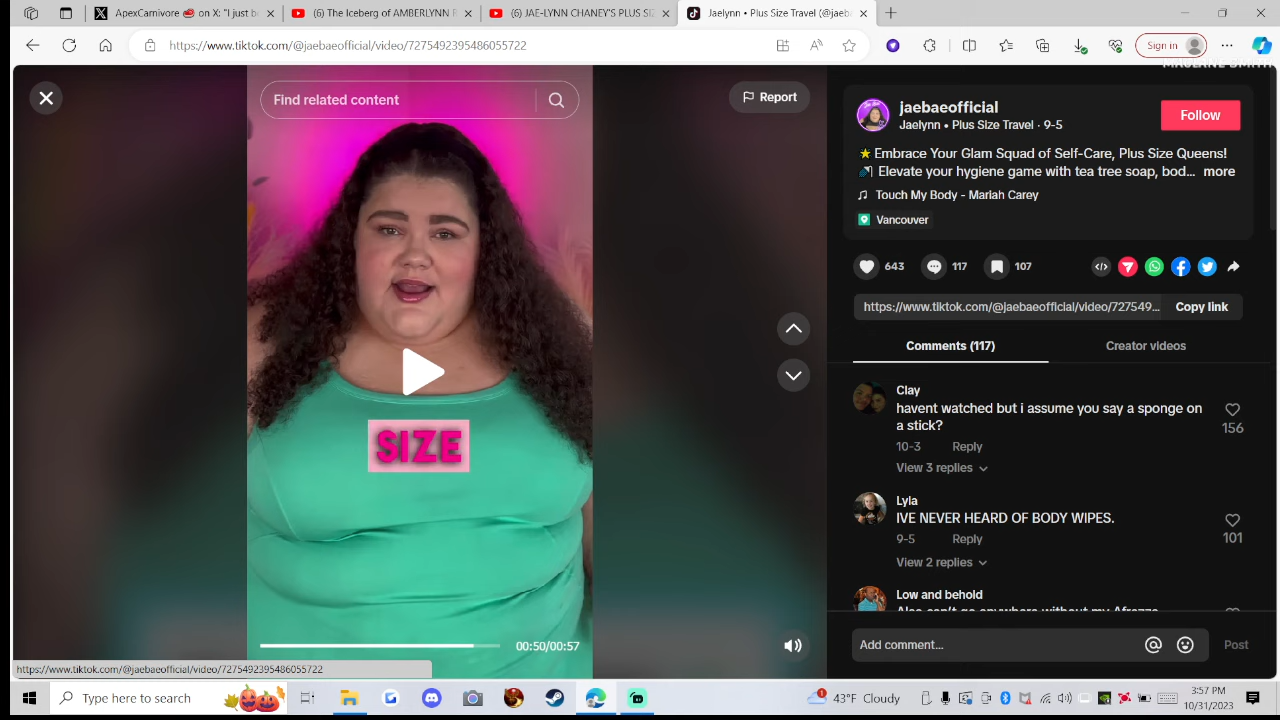 ApexCarnivore 🥩 on X: "I just b
(6) The Iceberg of AMBERLYNN R
(6) JAE-LYNN CHANEY'S PLUS SI
Jaelynn • Plus Size Travel (@jaeb
https://www.tiktok.com/@jaebaeofficial/video/7275492395486055722
Sign in
Find related content
Report
jaebaeofficial
Jaelynn • Plus Size Travel · 9-5
Follow
⭐ Embrace Your Glam Squad of Self-Care, Plus Size Queens!
🚿 Elevate your hygiene game with tea tree soap, bod... more
Touch My Body - Mariah Carey
Vancouver
643
117
107
https://www.tiktok.com/@jaebaeofficial/video/727549...
Copy link
Comments (117)
Creator videos
Clay
havent watched but i assume you say a sponge on
a stick?
10-3 Reply
156
View 3 replies
Lyla
IVE NEVER HEARD OF BODY WIPES.
9-5 Reply
101
View 2 replies
Low and behold
SIZE
00:50/00:57
Add comment...
Post
https://www.tiktok.com/@jaebaeofficial/video/7275492395486055722
Type here to search
1
43°F Cloudy
3:57 PM
10/31/2023